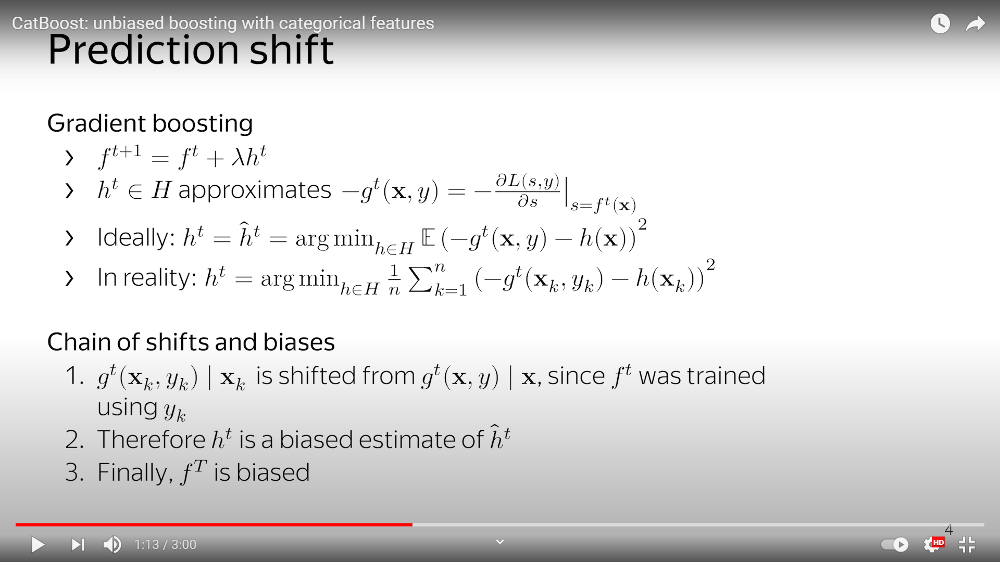 CatBoost: unbiased boosting with categorical features
Prediction shift
Gradient boosting
› $f^{t+1} = f^t + \lambda h^t$
› $h^t \in H$ approximates $-g^t(\mathbf{x}, y) = -\frac{\partial L(s,y)}{\partial s}\Big|_{s=f^t(\mathbf{x})}$
› Ideally: $h^t = \hat{h}^t = \arg\min_{h \in H} \mathbb{E}\left(-g^t(\mathbf{x}, y) - h(\mathbf{x})\right)^2$
› In reality: $h^t = \arg\min_{h \in H} \frac{1}{n} \sum_{k=1}^{n} \left(-g^t(\mathbf{x}_k, y_k) - h(\mathbf{x}_k)\right)^2$
Chain of shifts and biases
1. $g^t(\mathbf{x}_k, y_k) \mid \mathbf{x}_k$ is shifted from $g^t(\mathbf{x}, y) \mid \mathbf{x}$, since $f^t$ was trained
using $y_k$
2. Therefore $h^t$ is a biased estimate of $\hat{h}^t$
3. Finally, $f^T$ is biased
4
1:13 / 3:00
HD